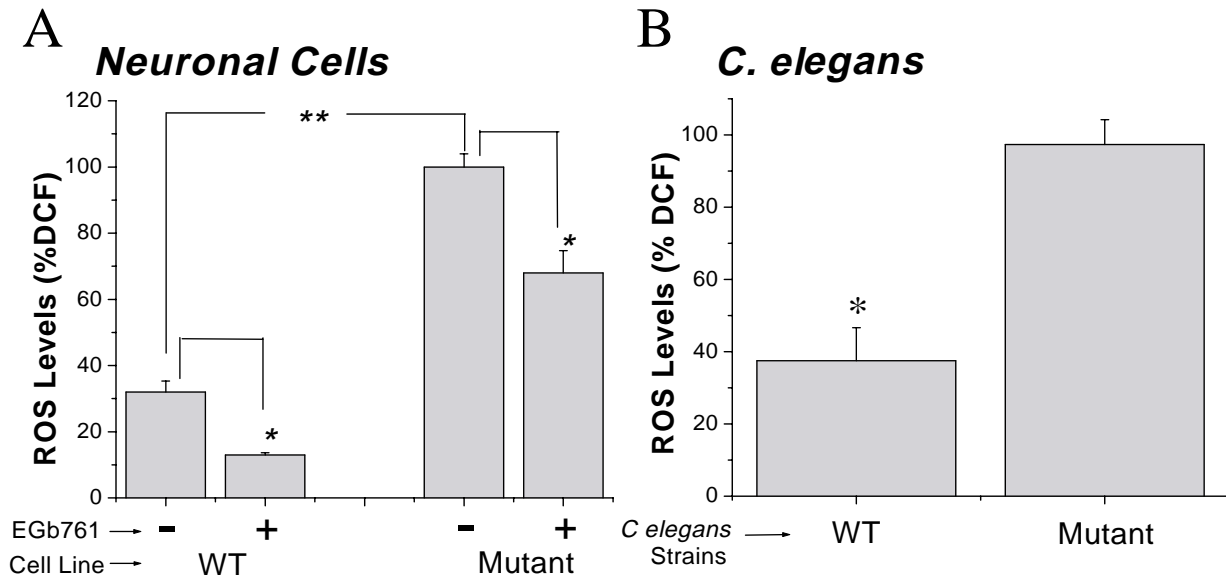 A
Neuronal Cells
ROS Levels (%DCF)
120
100
80
60
40
20
0
**
*
*
EGb761
- + - +
Cell Line
WT Mutant
B
C. elegans
ROS Levels (% DCF)
100
80
60
40
20
0
*
C elegans
Strains
WT Mutant